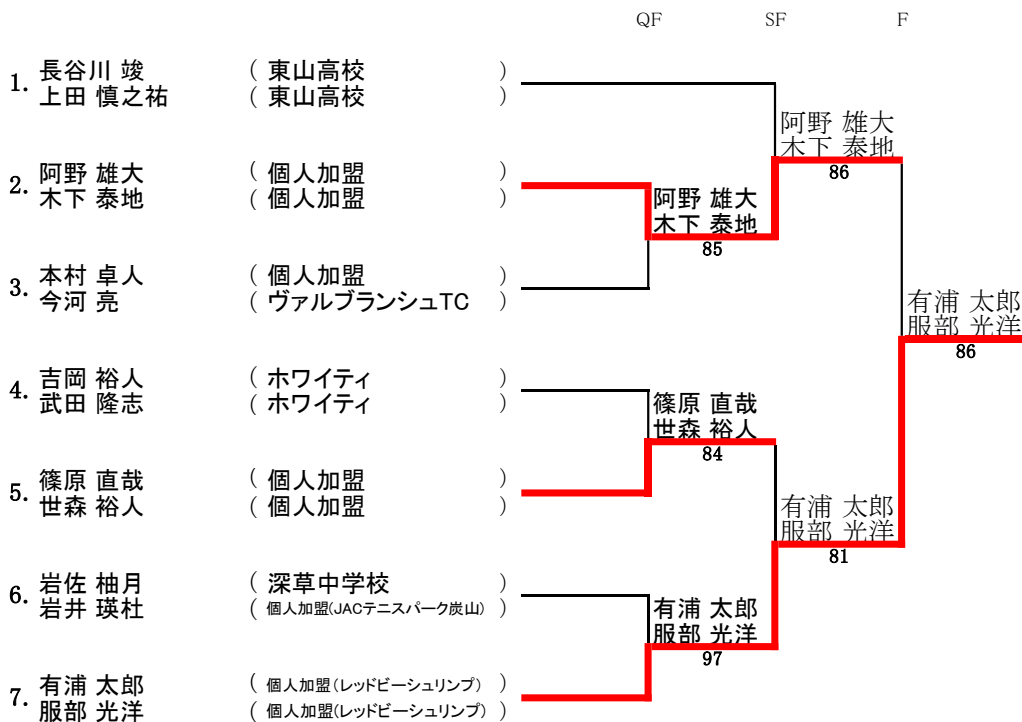 QF SF F
1. 長谷川 竣 ( 東山高校 )
上田 慎之祐 ( 東山高校 )
阿野 雄大
木下 泰地
86
2. 阿野 雄大 ( 個人加盟 )
木下 泰地 ( 個人加盟 )
阿野 雄大
木下 泰地
85
3. 本村 卓人 ( 個人加盟 )
今河 亮 ( ヴァルブランシュTC )
有浦 太郎
服部 光洋
86
4. 吉岡 裕人 ( ホワイティ )
武田 隆志 ( ホワイティ )
篠原 直哉
世森 裕人
84
5. 篠原 直哉 ( 個人加盟 )
世森 裕人 ( 個人加盟 )
有浦 太郎
服部 光洋
81
6. 岩佐 柚月 ( 深草中学校 )
岩井 瑛杜 ( 個人加盟(JACテニスパーク炭山) )
有浦 太郎
服部 光洋
97
7. 有浦 太郎 ( 個人加盟(レッドビーシュリンプ) )
服部 光洋 ( 個人加盟(レッドビーシュリンプ) )